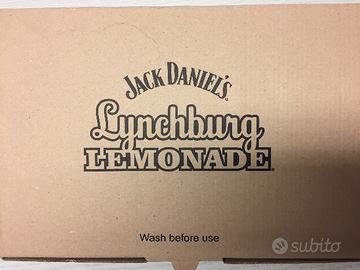 JACK DANIEL'S
Lynchburg
LEMONADE
Wash before use
subito